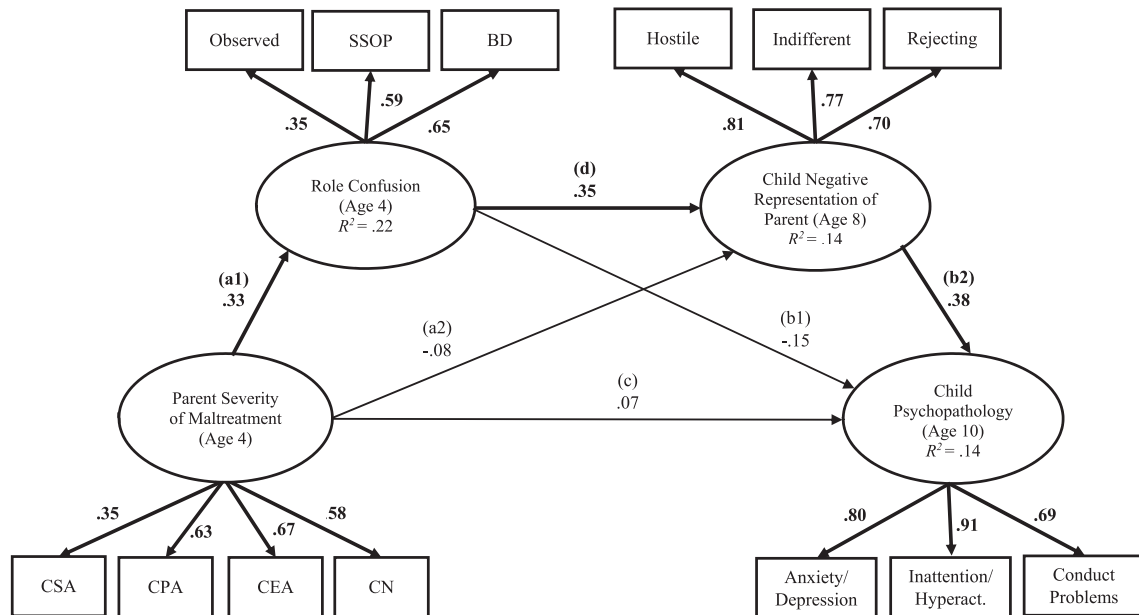 Observed
SSOP
BD
Hostile
Indifferent
Rejecting
.35
.59
.65
.81
.77
.70
Role Confusion
(Age 4)
R² = .22
(d)
.35
Child Negative
Representation of
Parent (Age 8)
R² = .14
(a1)
.33
(a2)
-.08
(b1)
-.15
(b2)
.38
Parent Severity
of Maltreatment
(Age 4)
(c)
.07
Child
Psychopathology
(Age 10)
R² = .14
.35
.63
.67
.58
.80
.91
.69
CSA
CPA
CEA
CN
Anxiety/
Depression
Inattention/
Hyperact.
Conduct
Problems